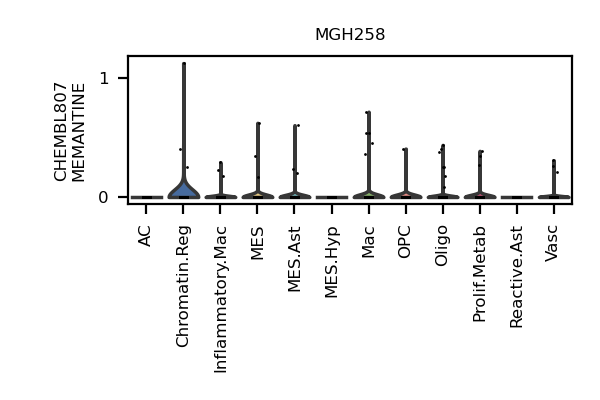 MGH258
CHEMBL807
MEMANTINE
1
0
AC
Chromatin.Reg
Inflammatory.Mac
MES
MES.Ast
MES.Hyp
Mac
OPC
Oligo
Prolif.Metab
Reactive.Ast
Vasc